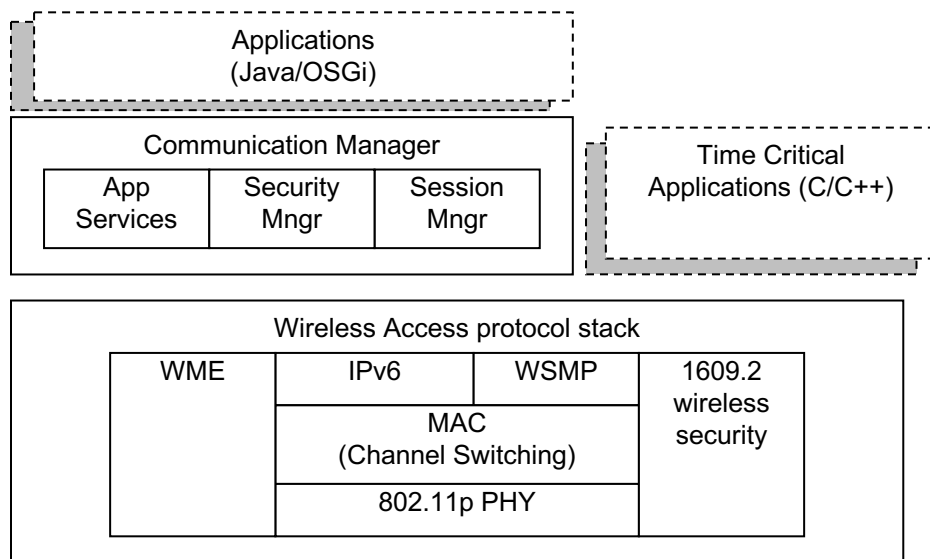 Applications
(Java/OSGi)
Communication Manager
App
Services
Security
Mngr
Session
Mngr
Time Critical
Applications (C/C++)
Wireless Access protocol stack
WME
IPv6
WSMP
1609.2
wireless
security
MAC
(Channel Switching)
802.11p PHY